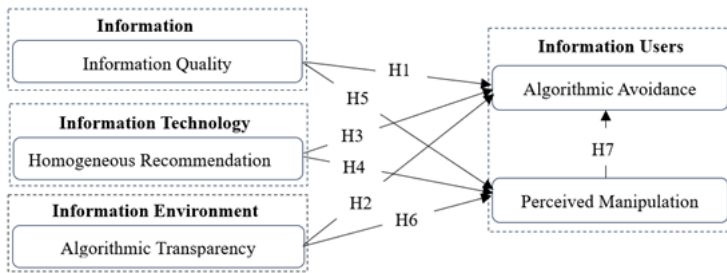 Information
Information Quality
Information Technology
Homogeneous Recommendation
Information Environment
Algorithmic Transparency
H1
H5
H3
H4
H2
H6
Information Users
Algorithmic Avoidance
H7
Perceived Manipulation